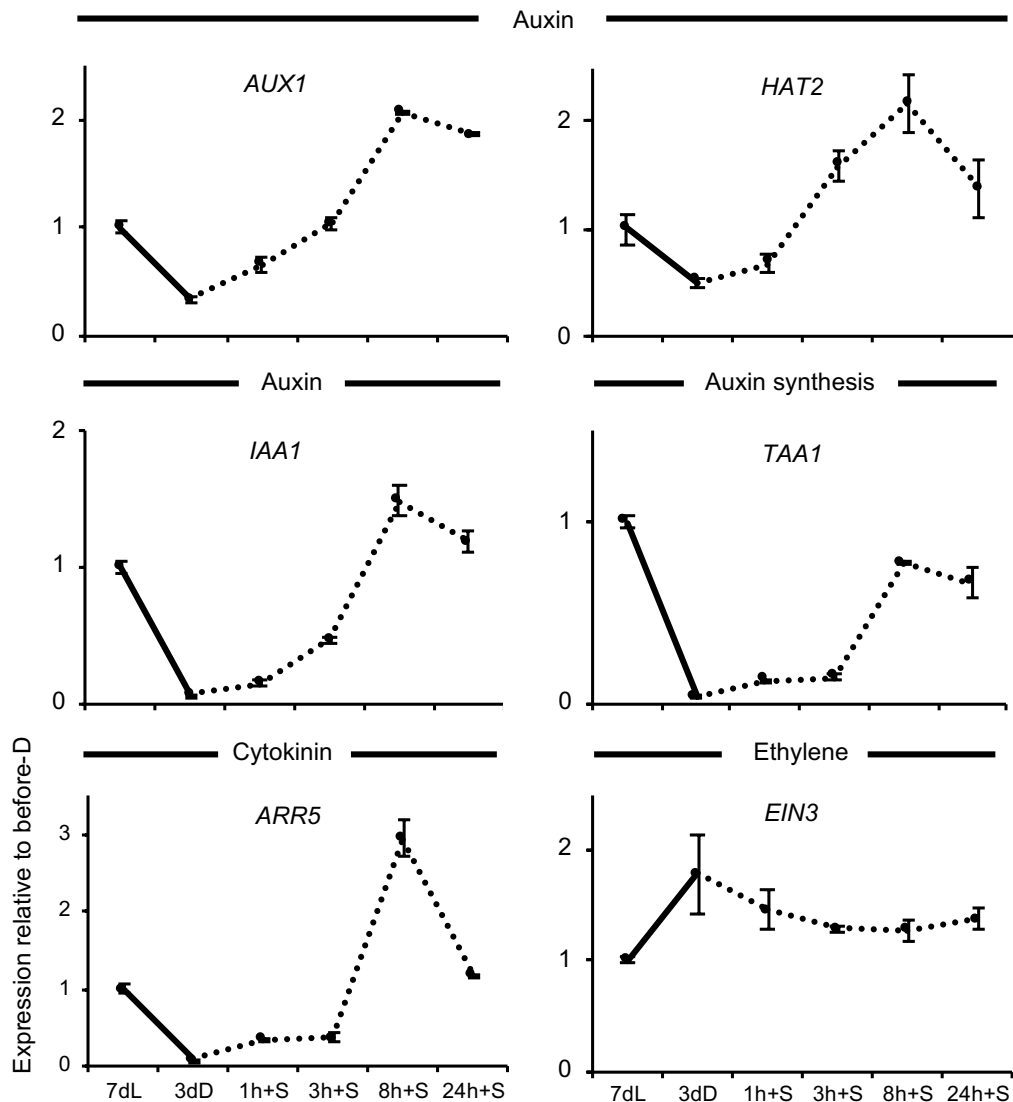 Auxin
AUX1
2
1
0
HAT2
2
1
0
Auxin
IAA1
2
1
0
Auxin synthesis
TAA1
1
0
Cytokinin
ARR5
3
2
1
0
Ethylene
EIN3
2
1
0
Expression relative to before-D
7dL 3dD 1h+S 3h+S 8h+S 24h+S
7dL 3dD 1h+S 3h+S 8h+S 24h+S